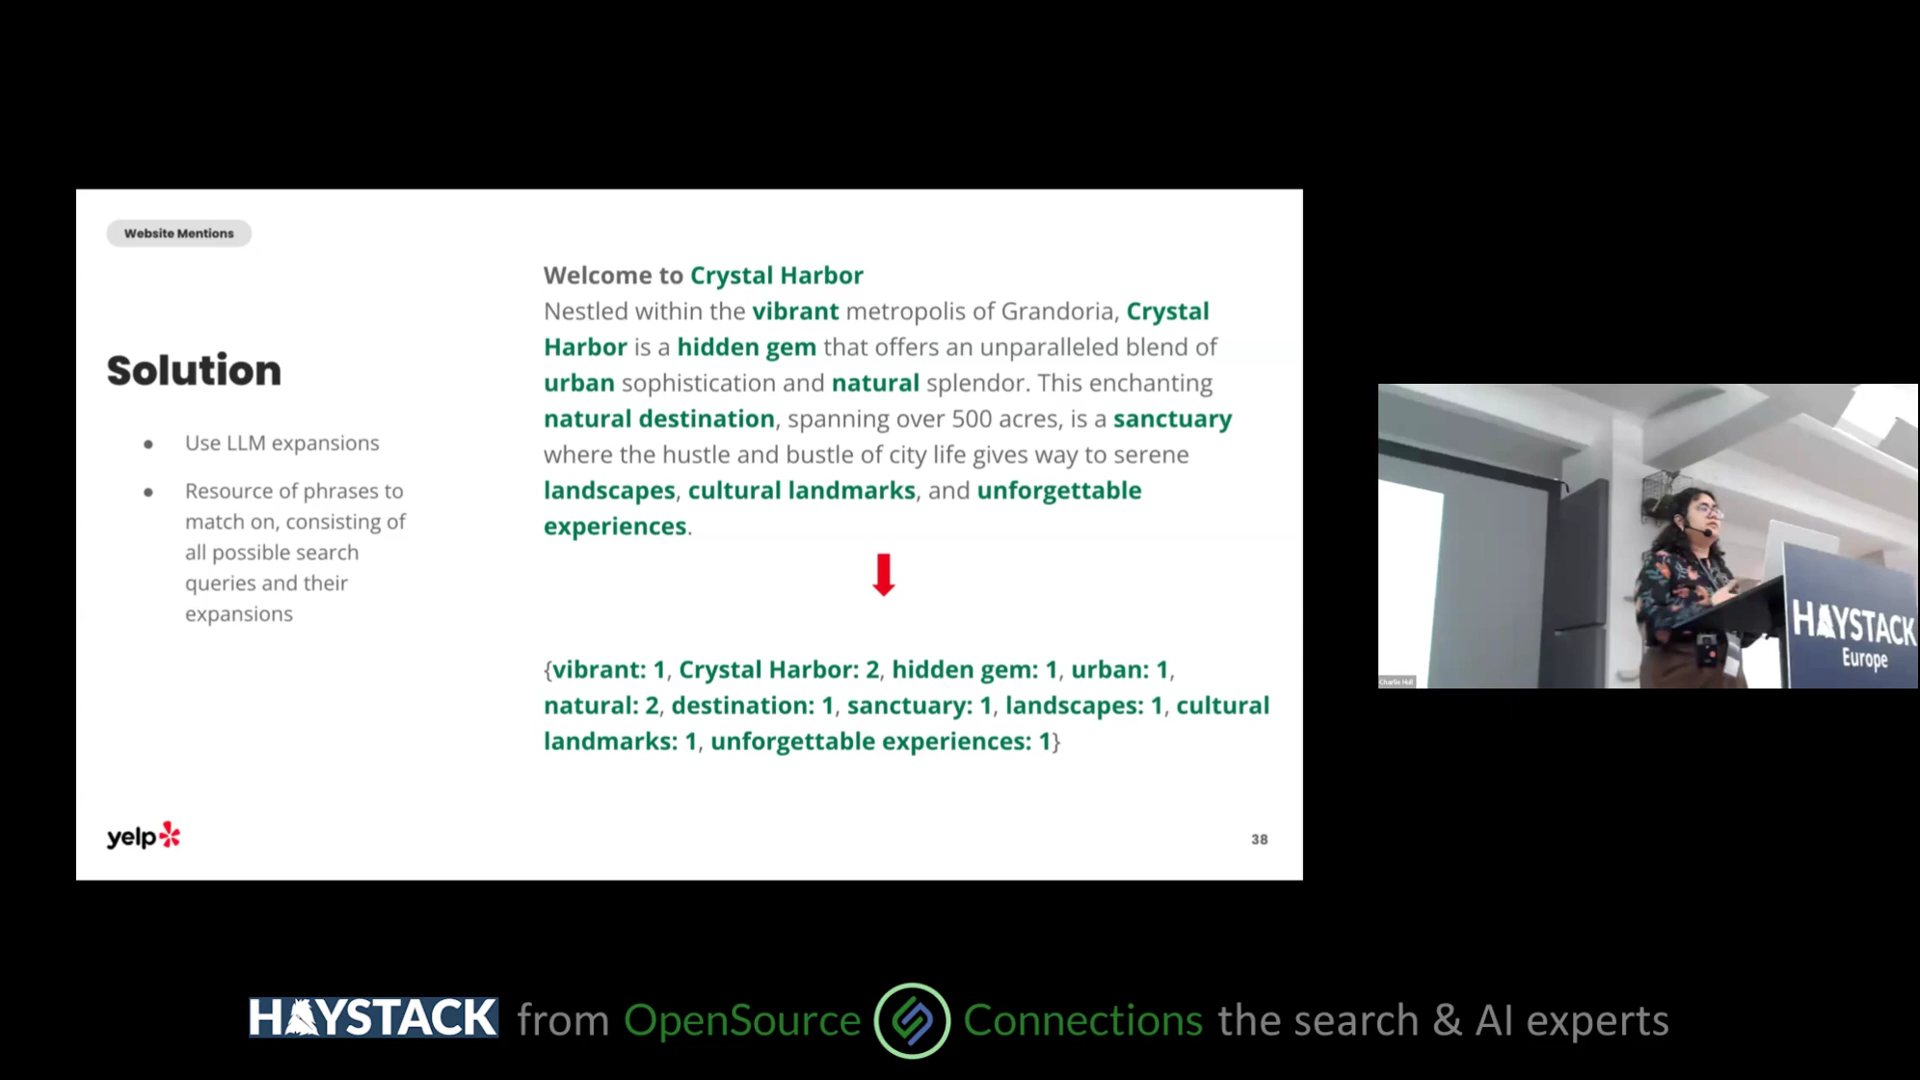 Website Mentions
Solution
● Use LLM expansions
● Resource of phrases to
match on, consisting of
all possible search
queries and their
expansions
Welcome to Crystal Harbor
Nestled within the vibrant metropolis of Grandoria, Crystal
Harbor is a hidden gem that offers an unparalleled blend of
urban sophistication and natural splendor. This enchanting
natural destination, spanning over 500 acres, is a sanctuary
where the hustle and bustle of city life gives way to serene
landscapes, cultural landmarks, and unforgettable
experiences.
{vibrant: 1, Crystal Harbor: 2, hidden gem: 1, urban: 1,
natural: 2, destination: 1, sanctuary: 1, landscapes: 1, cultural
landmarks: 1, unforgettable experiences: 1}
yelp
38
HAYSTACK
Europe
Charlie Hull
HAYSTACK from OpenSource Connections the search & AI experts